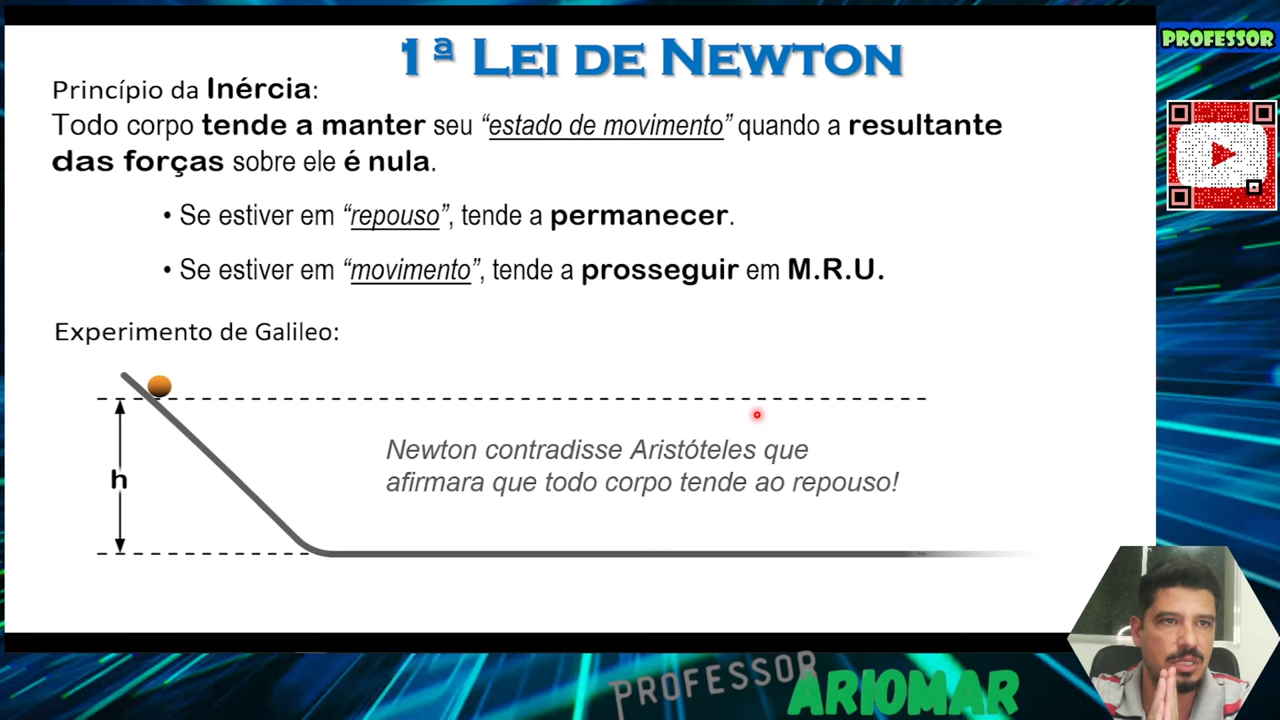 1ª Lei de Newton
PROFESSOR
Princípio da Inércia:
Todo corpo tende a manter seu “estado de movimento” quando a resultante
das forças sobre ele é nula.
• Se estiver em “repouso”, tende a permanecer.
• Se estiver em “movimento”, tende a prosseguir em M.R.U.
Experimento de Galileo:
h
Newton contradisse Aristóteles que
afirmara que todo corpo tende ao repouso!
PROFESSOR
ARIOMAR